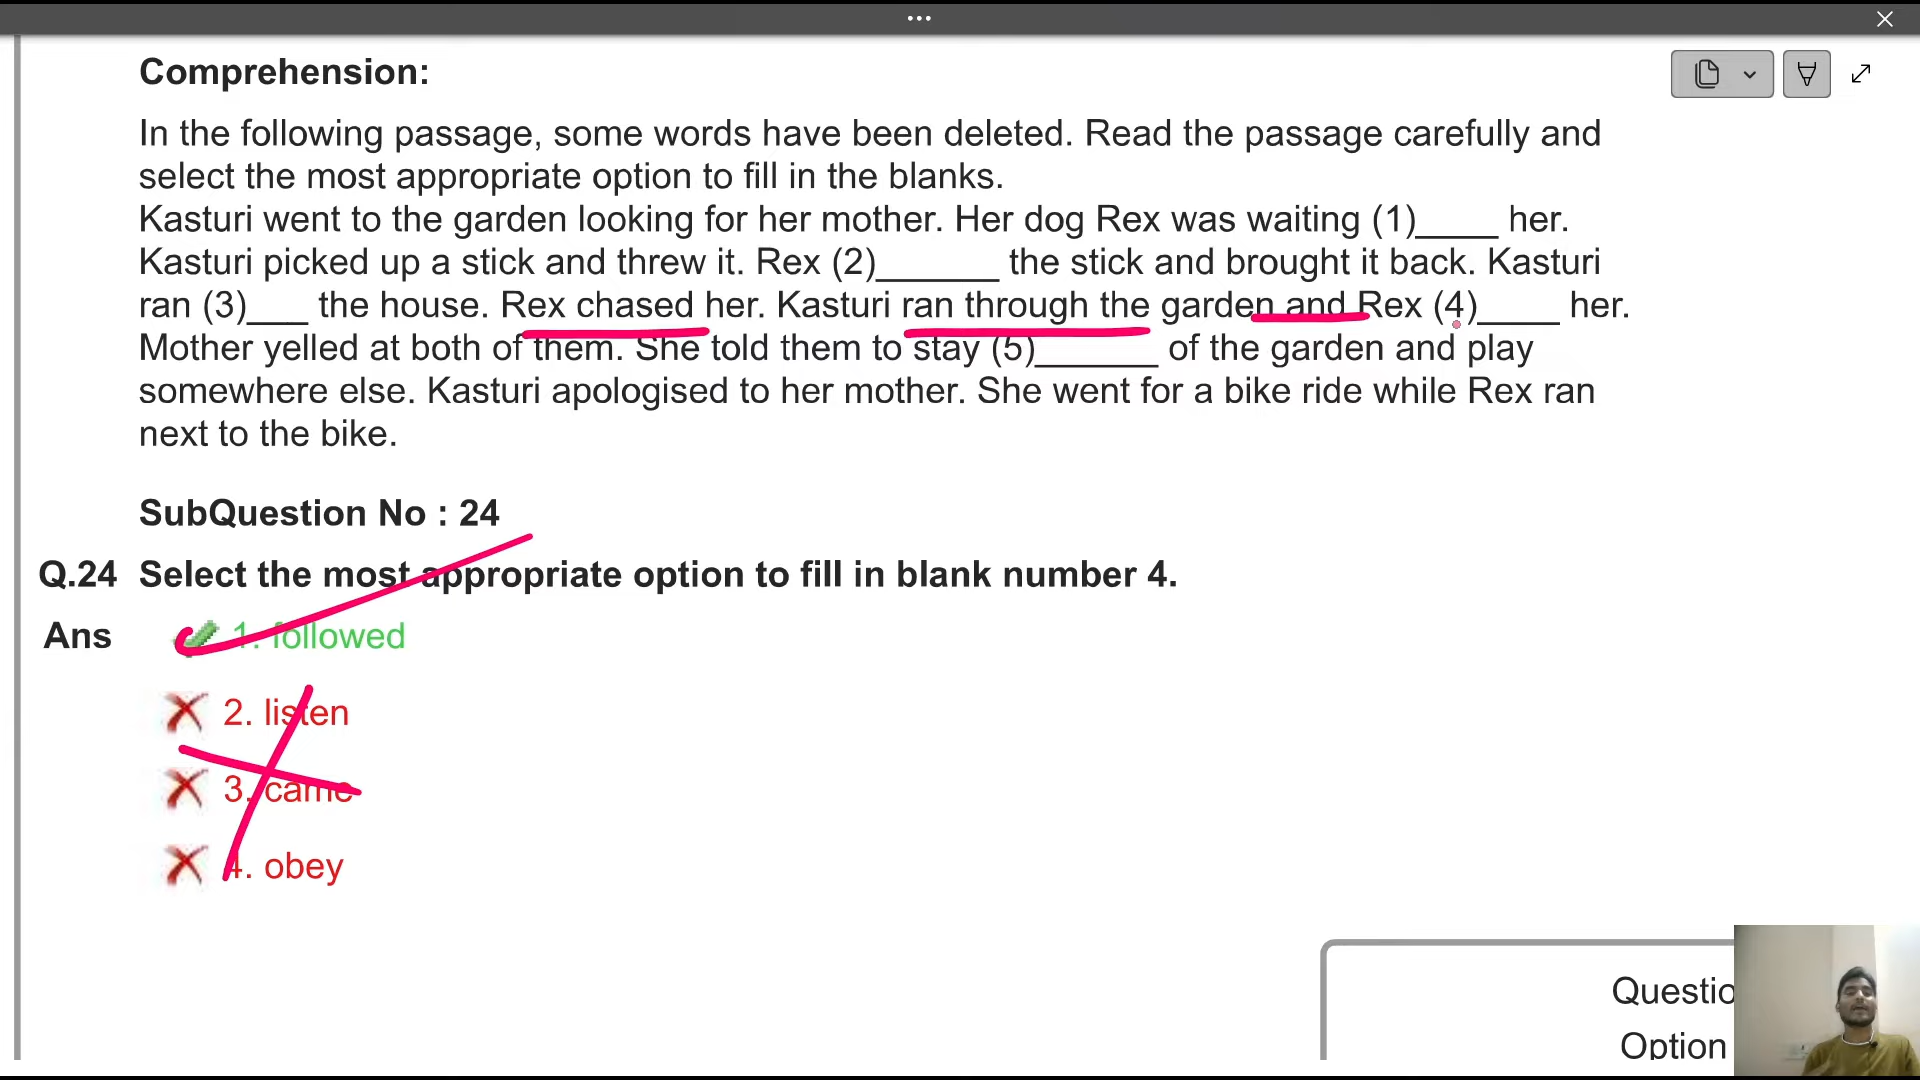 Comprehension:
In the following passage, some words have been deleted. Read the passage carefully and
select the most appropriate option to fill in the blanks.
Kasturi went to the garden looking for her mother. Her dog Rex was waiting (1)____ her.
Kasturi picked up a stick and threw it. Rex (2)______ the stick and brought it back. Kasturi
ran (3)___ the house. Rex chased her. Kasturi ran through the garden and Rex (4)____ her.
Mother yelled at both of them. She told them to stay (5)______ of the garden and play
somewhere else. Kasturi apologised to her mother. She went for a bike ride while Rex ran
next to the bike.
SubQuestion No : 24
Q.24 Select the most appropriate option to fill in blank number 4.
Ans 1. followed
2. listen
3. came
4. obey
Questio
Option